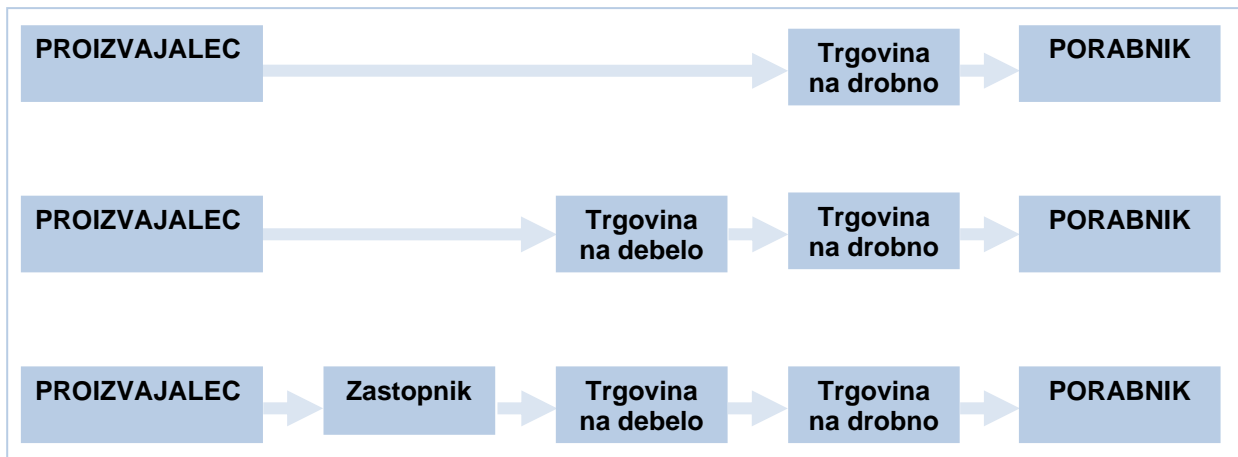 PROIZVAJALEC
Trgovina
na drobno
PORABNIK
PROIZVAJALEC
Trgovina
na debelo
Trgovina
na drobno
PORABNIK
PROIZVAJALEC
Zastopnik
Trgovina
na debelo
Trgovina
na drobno
PORABNIK